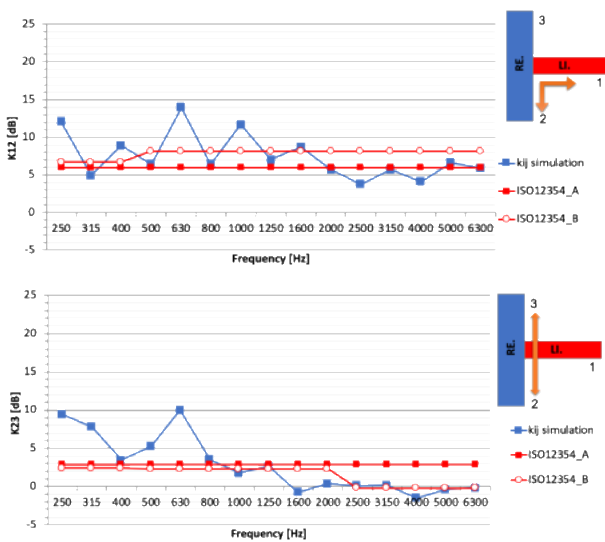 25
20
15
10
5
0
-5
K12 [dB]
250 315 400 500 630 800 1000 1250 1600 2000 2500 3150 4000 5000 6300
Frequency [Hz]
3
RE.
LI.
1
2
kij simulation
ISO12354_A
ISO12354_B
25
20
15
10
5
0
-5
K23 [dB]
250 315 400 500 630 800 1000 1250 1600 2000 2500 3150 4000 5000 6300
Frequency [Hz]
3
RE.
LI.
1
2
kij simulation
ISO12354_A
ISO12354_B